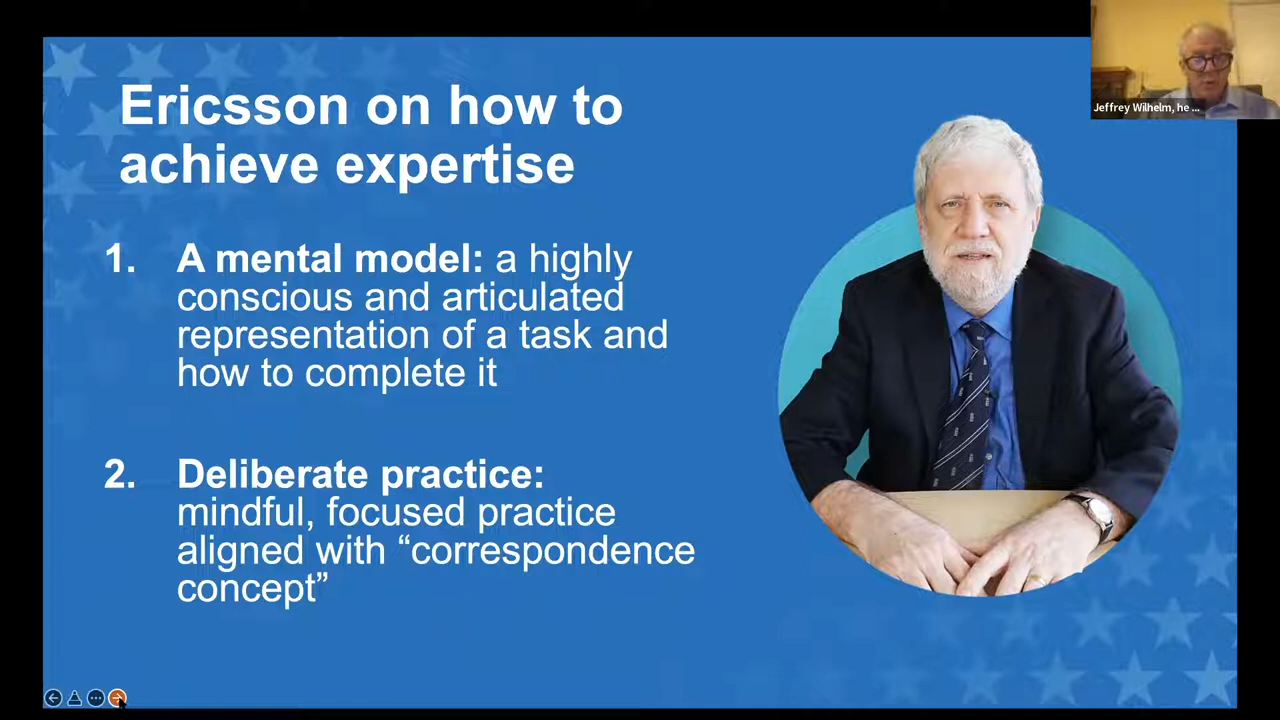 Ericsson on how to
achieve expertise
1. A mental model: a highly
conscious and articulated
representation of a task and
how to complete it
2. Deliberate practice:
mindful, focused practice
aligned with “correspondence
concept”
Jeffrey Wilhelm, he ...